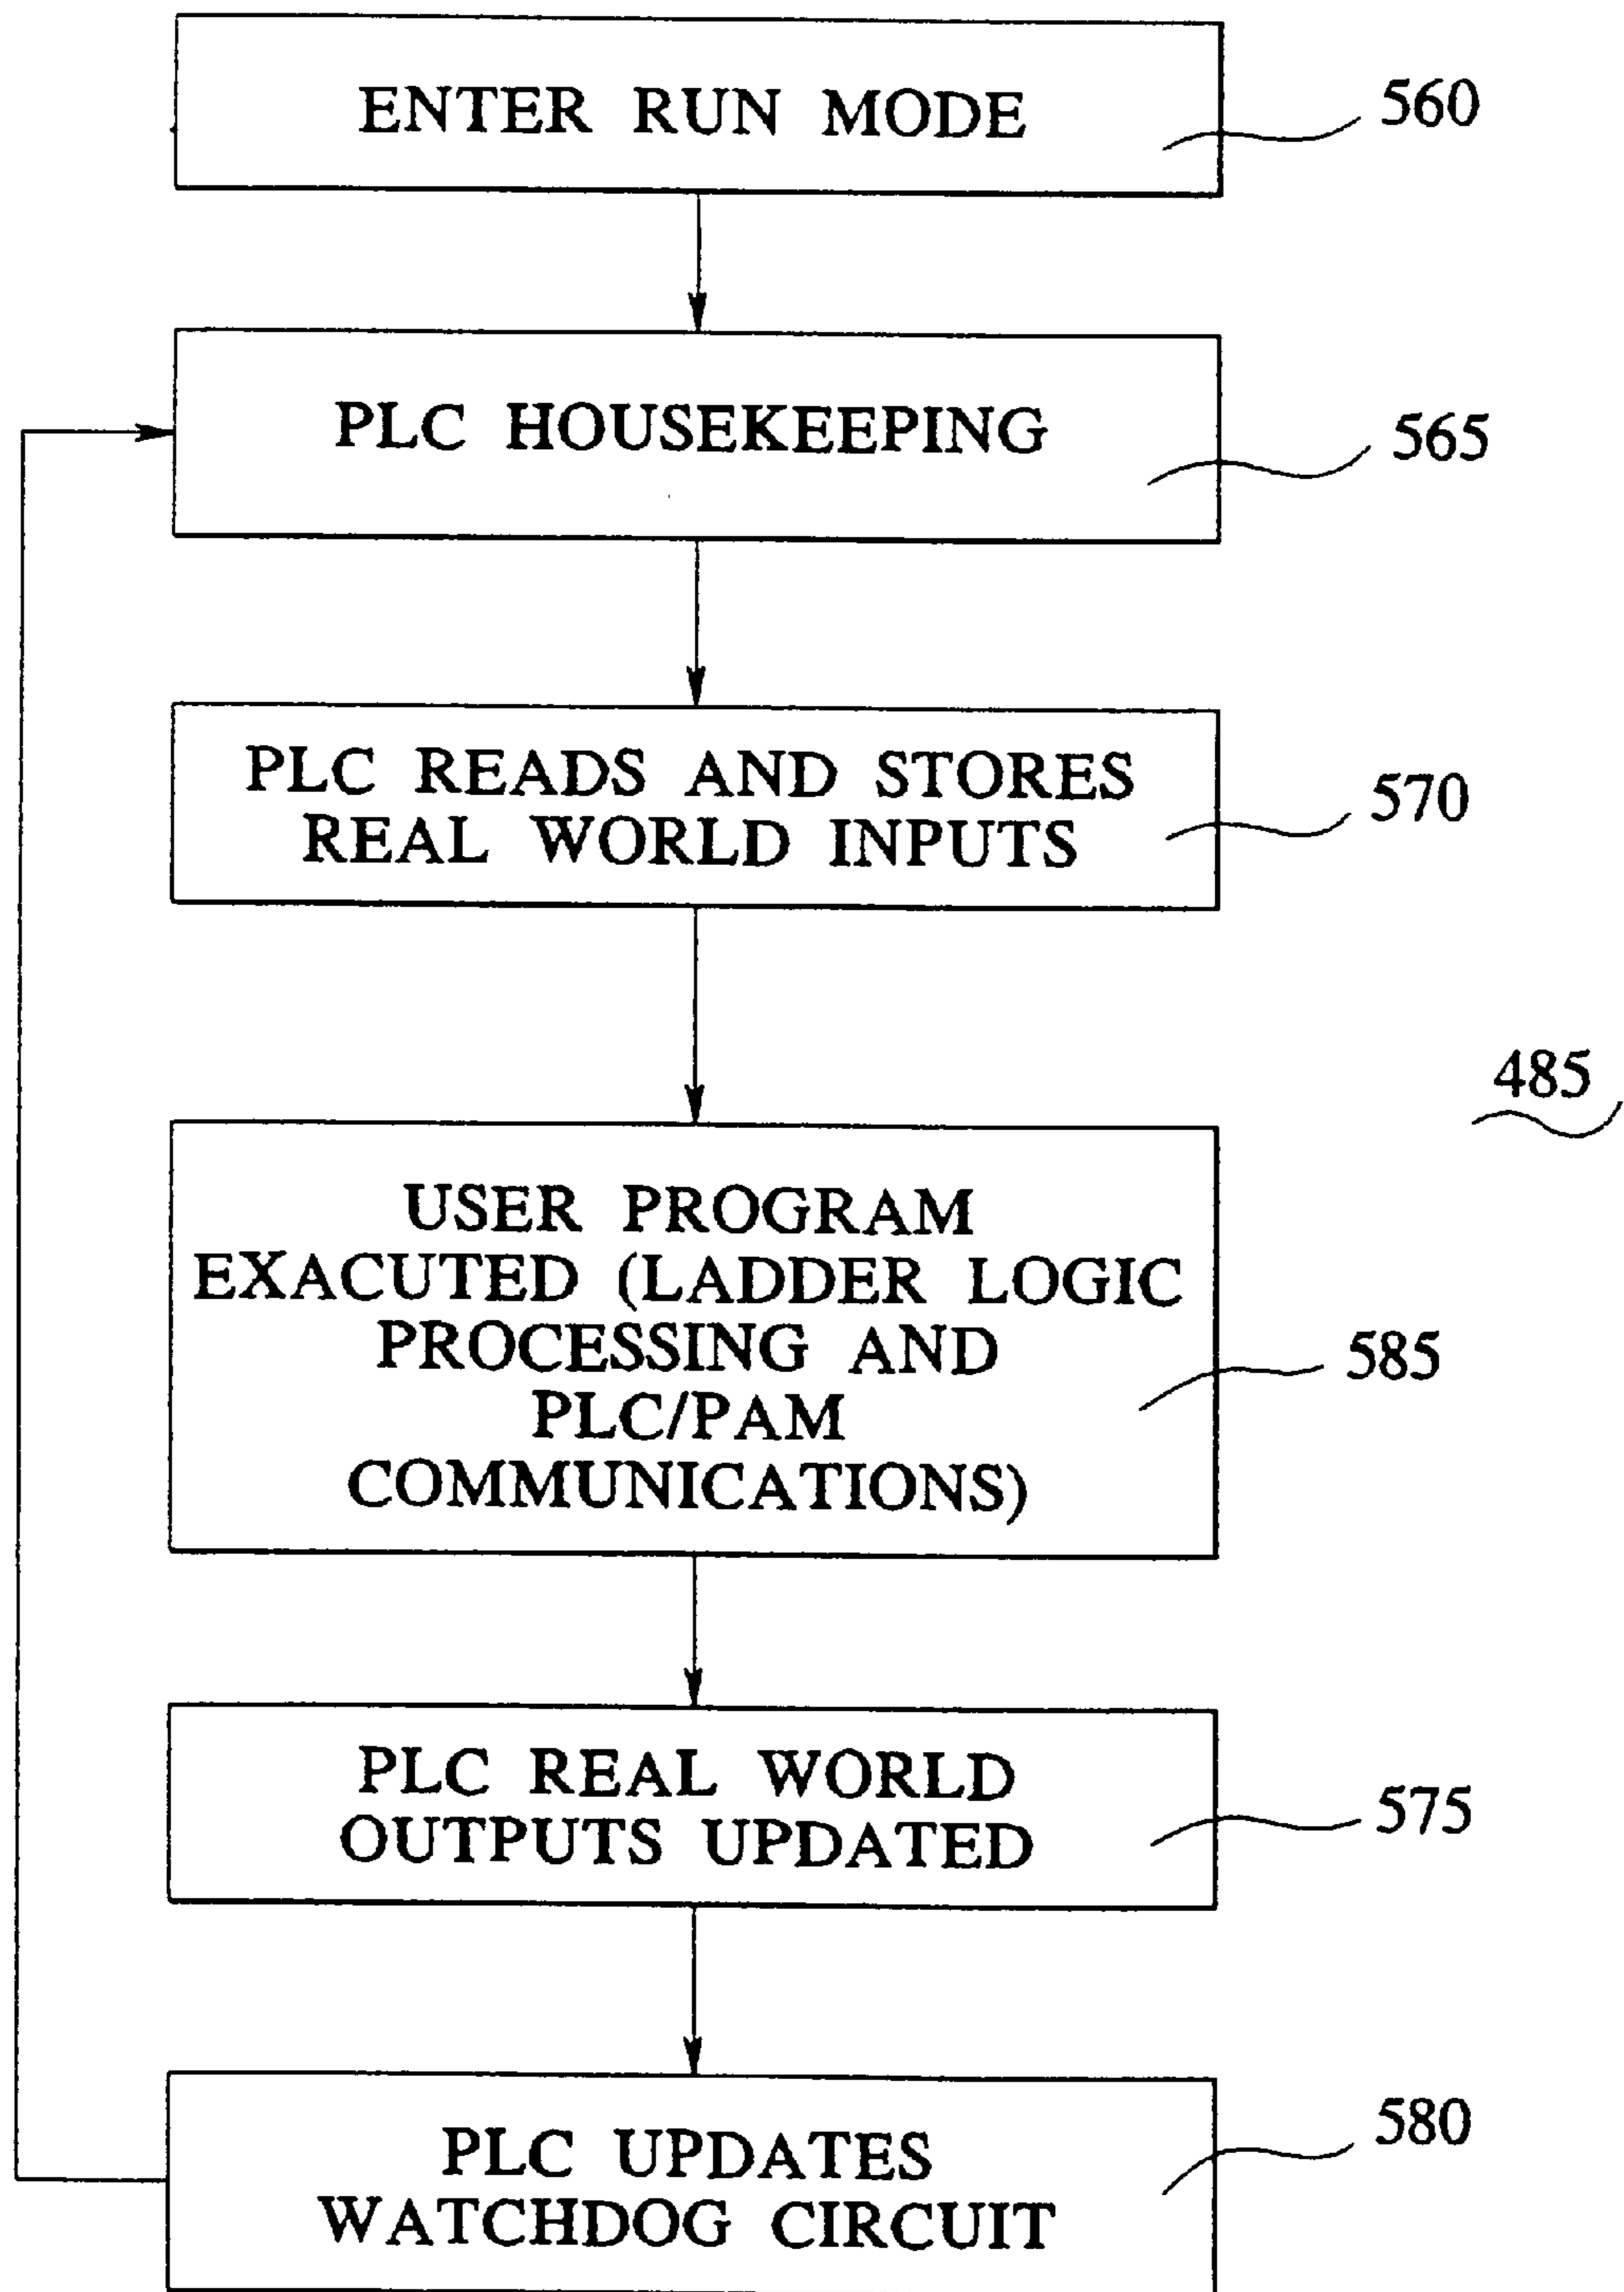 ENTER RUN MODE
560
PLC HOUSEKEEPING
565
PLC READS AND STORES
REAL WORLD INPUTS
570
485
USER PROGRAM
EXACUTED (LADDER LOGIC
PROCESSING AND
PLC/PAM
COMMUNICATIONS)
585
PLC REAL WORLD
OUTPUTS UPDATED
575
PLC UPDATES
WATCHDOG CIRCUIT
580